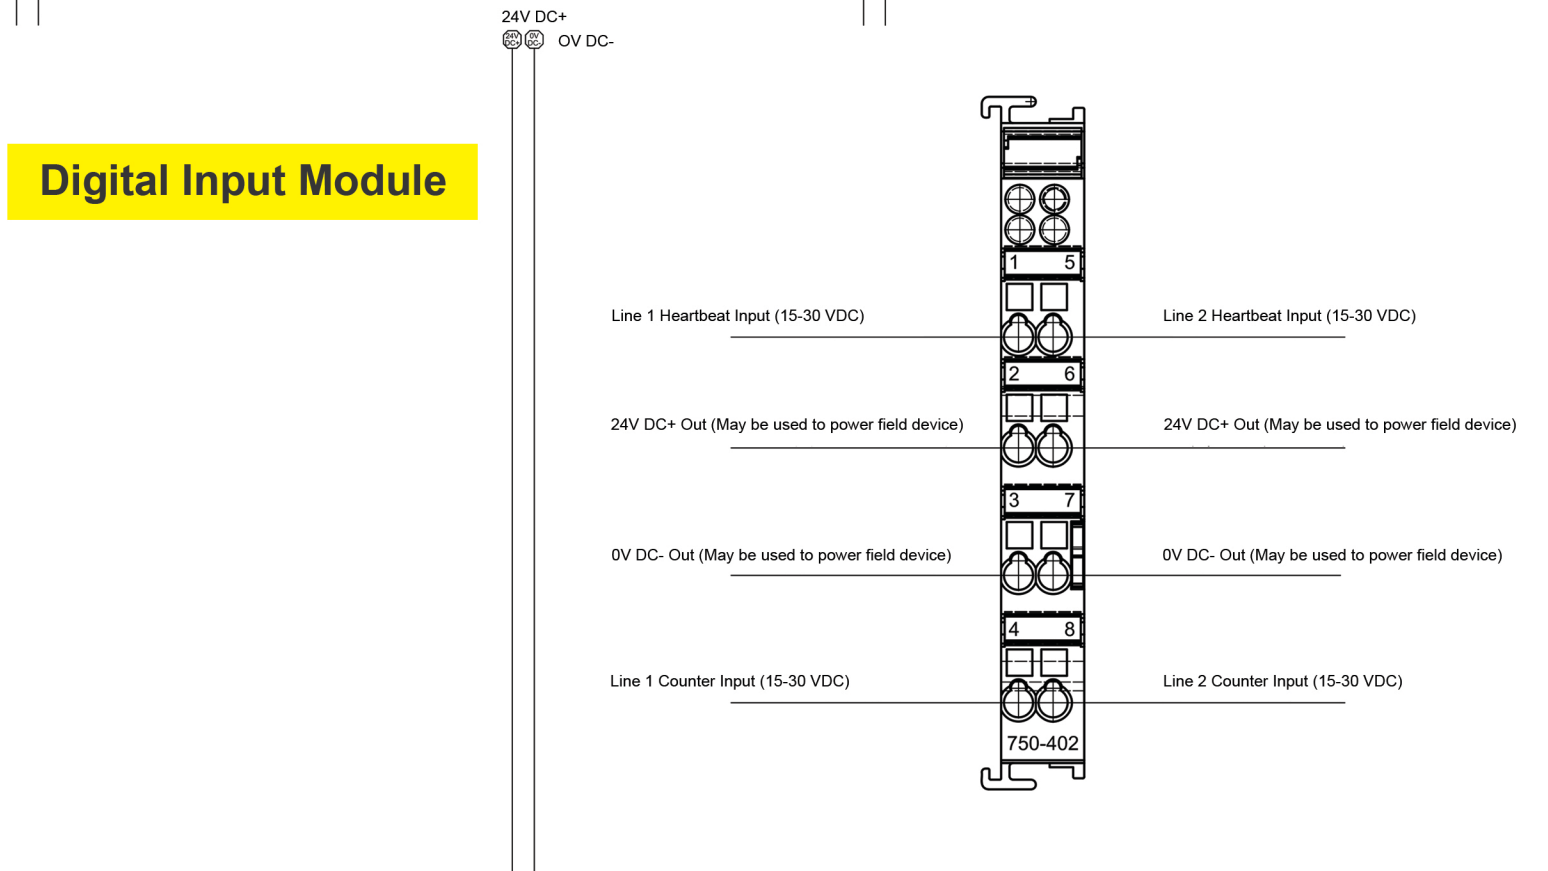 24V DC+
24V DC+ 0V DC-
OV DC-
Digital Input Module
1 5
Line 1 Heartbeat Input (15-30 VDC)
Line 2 Heartbeat Input (15-30 VDC)
2 6
24V DC+ Out (May be used to power field device)
24V DC+ Out (May be used to power field device)
3 7
0V DC- Out (May be used to power field device)
0V DC- Out (May be used to power field device)
4 8
Line 1 Counter Input (15-30 VDC)
Line 2 Counter Input (15-30 VDC)
750-402